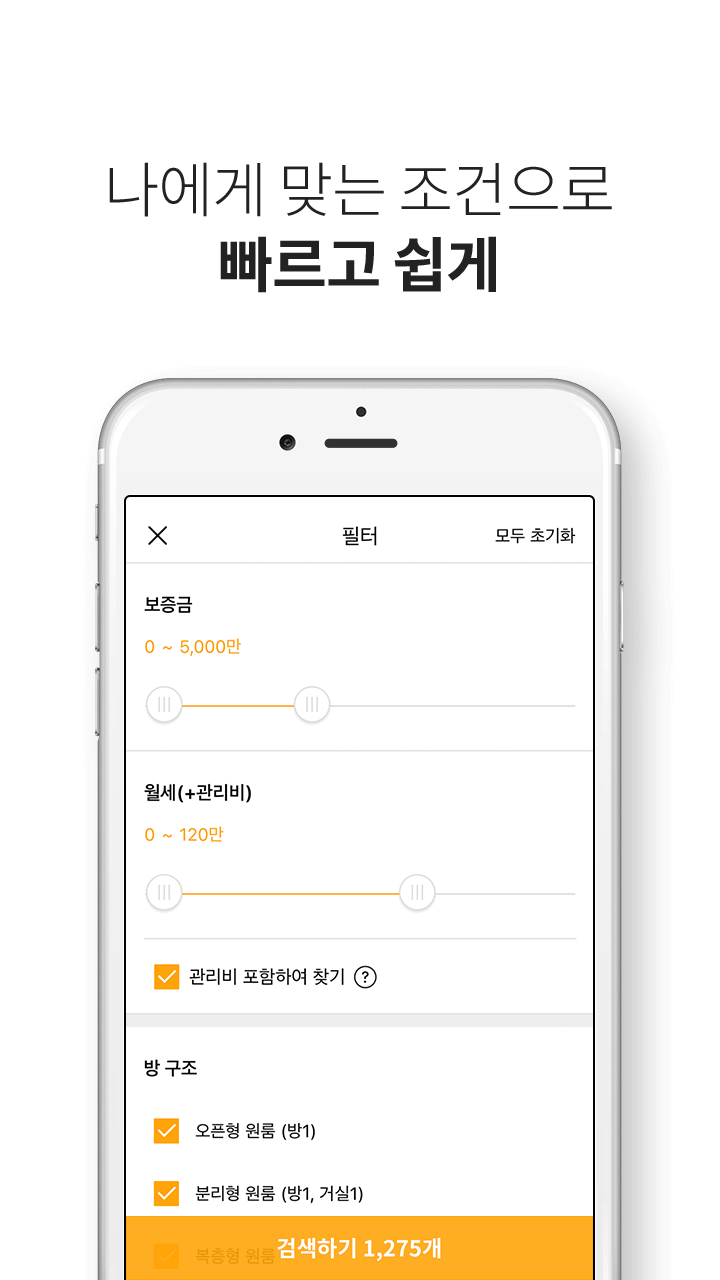 나에게 맞는 조건으로
빠르고 쉽게
필터
모두 초기화
보증금
0 ~ 5,000만
월세(+관리비)
0 ~ 120만
관리비 포함하여 찾기 ?
방 구조
오픈형 원룸 (방1)
분리형 원룸 (방1, 거실1)
복층형 원룸
검색하기 1,275개